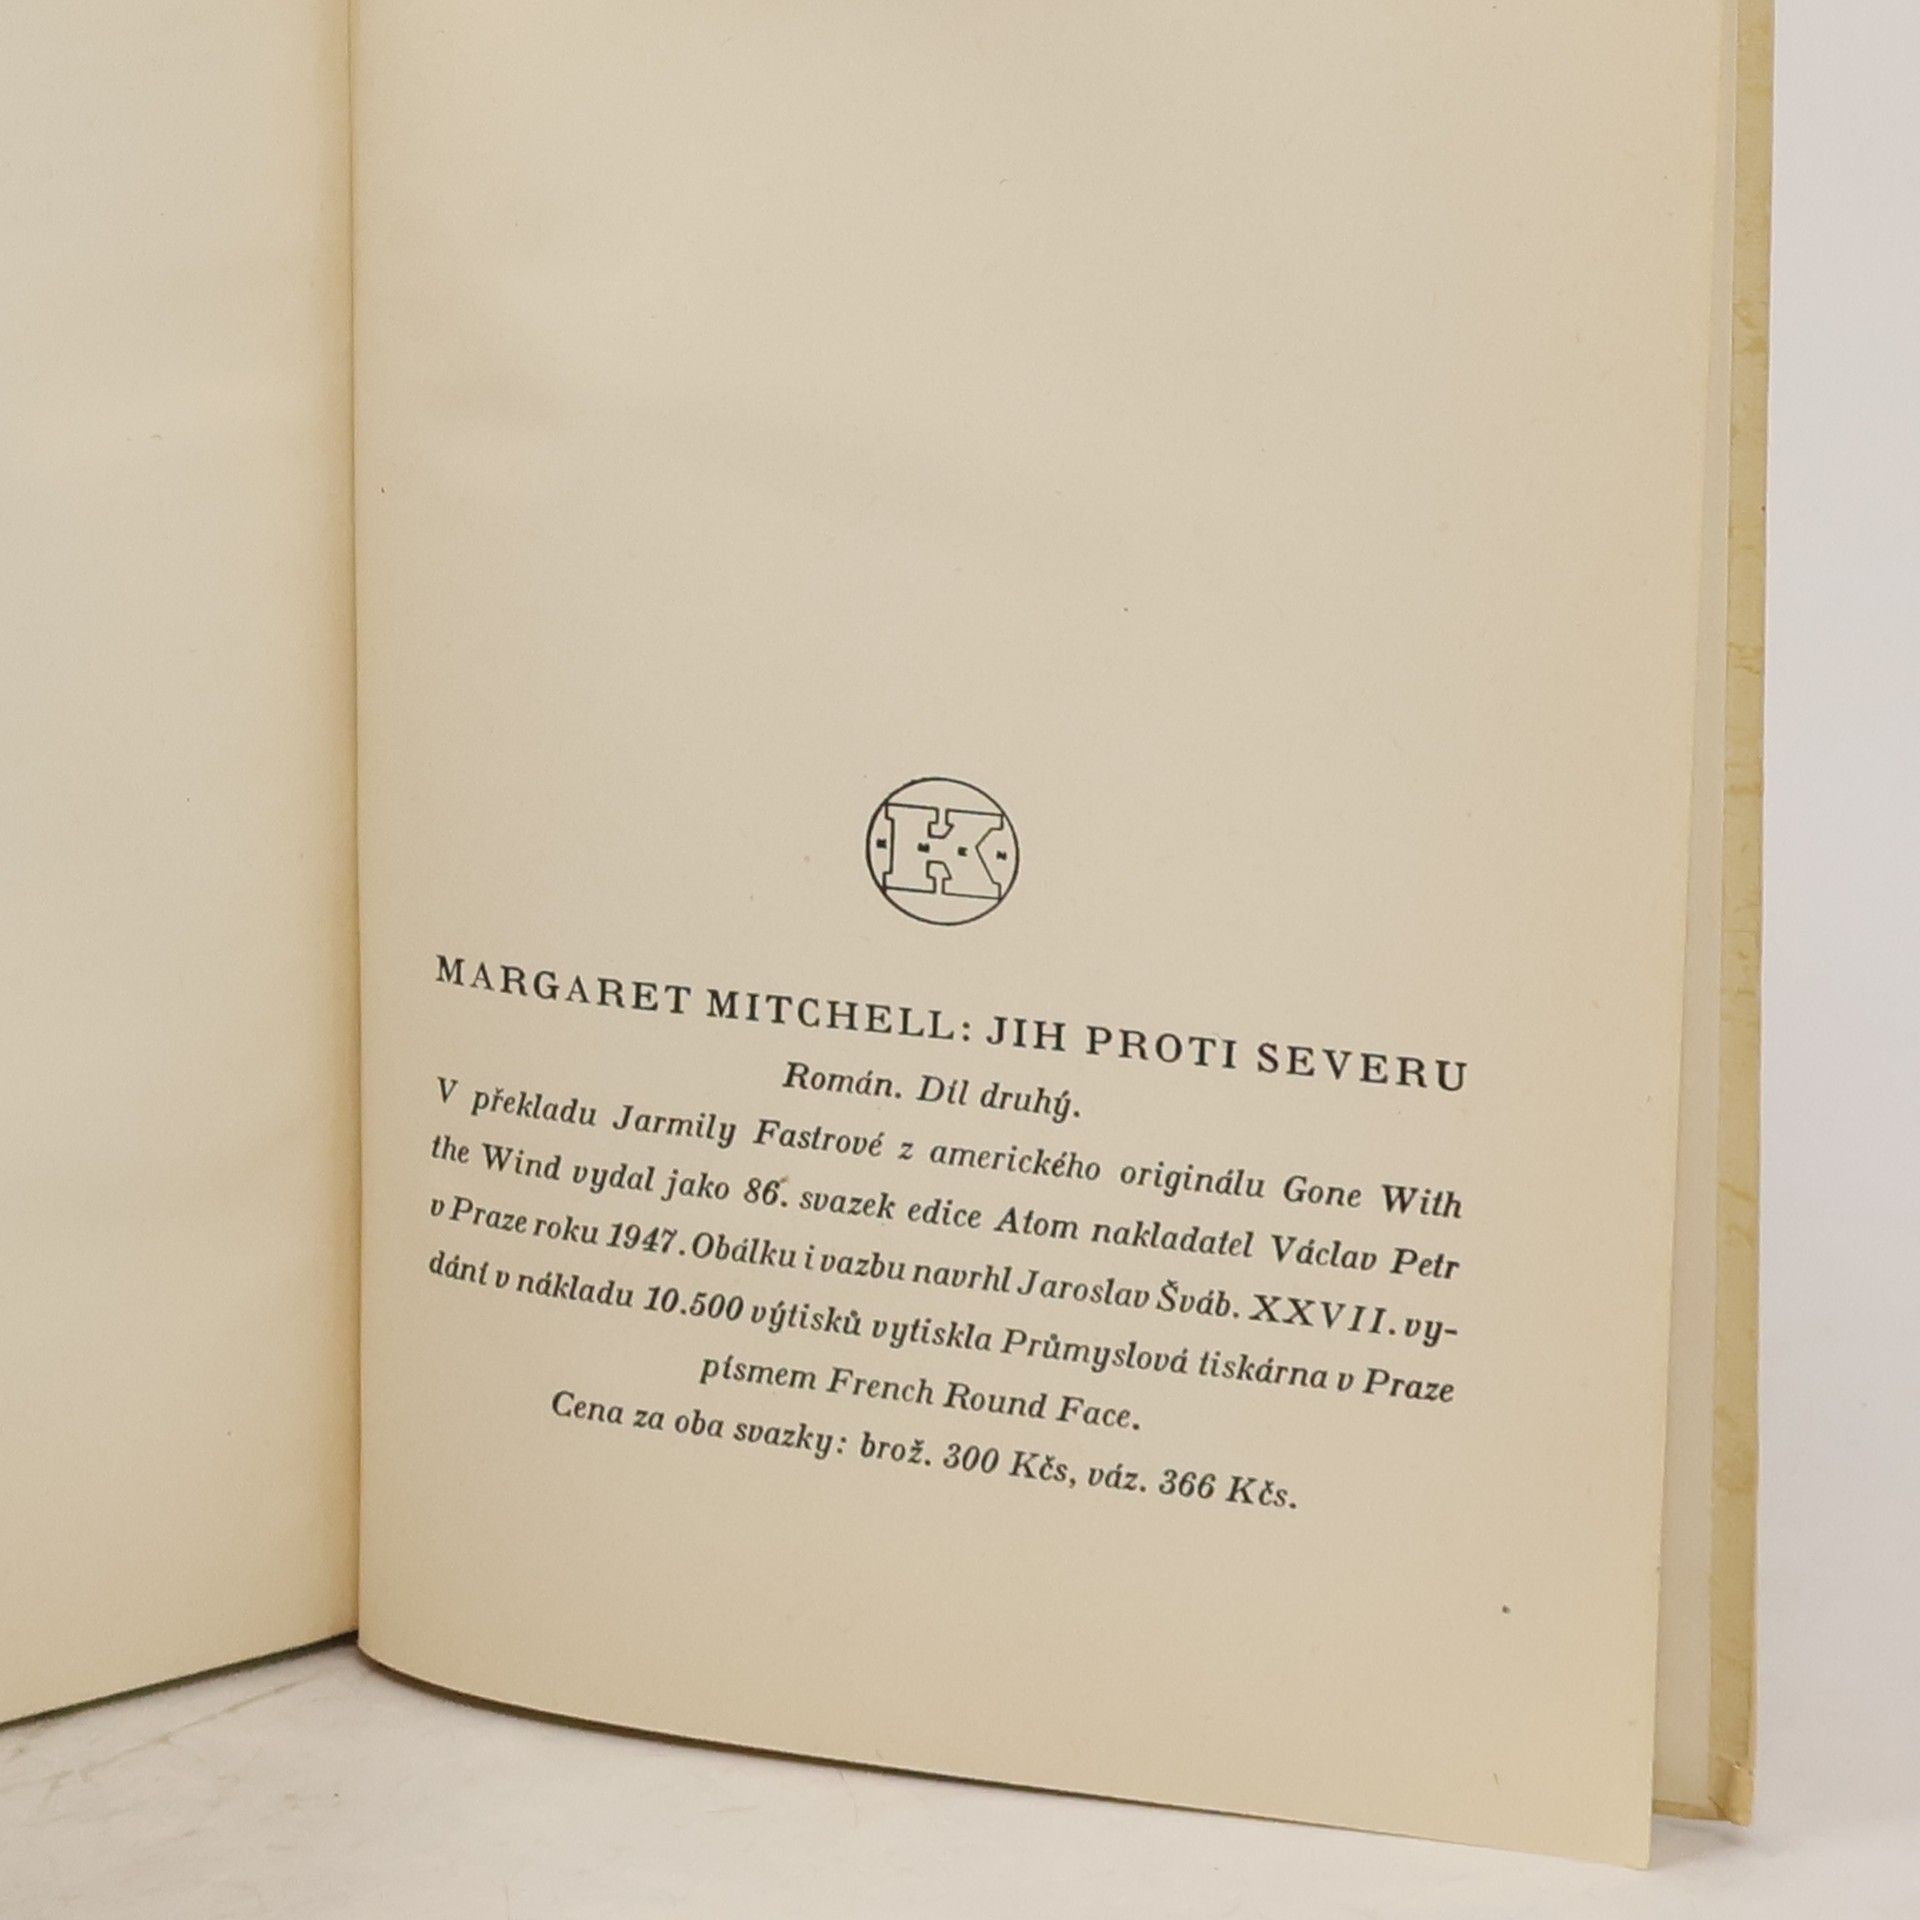 MARGARET MITCHELL: JIH PROTI SEVERU
Román. Díl druhý.
V překladu Jarmily Fastrové z amerického originálu Gone With
the Wind vydal jako 86. svazek edice Atom nakladatel Václav Petr
v Praze roku 1947. Obálku i vazbu navrhl Jaroslav Šváb. XXVII. vy-
dání v nákladu 10.500 výtisků vytiskla Průmyslová tiskárna v Praze
písmem French Round Face.
Cena za oba svazky: brož. 300 Kčs, váz. 366 Kčs.